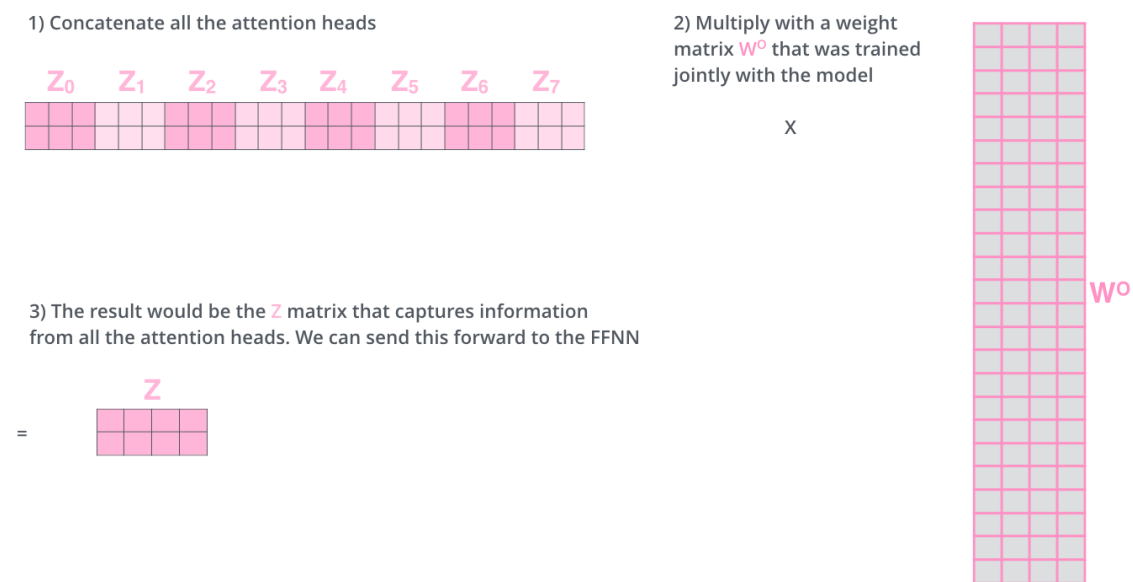 1) Concatenate all the attention heads
Z0 Z1 Z2 Z3 Z4 Z5 Z6 Z7
2) Multiply with a weight
matrix WO that was trained
jointly with the model
X
WO
3) The result would be the Z matrix that captures information
from all the attention heads. We can send this forward to the FFNN
Z
=